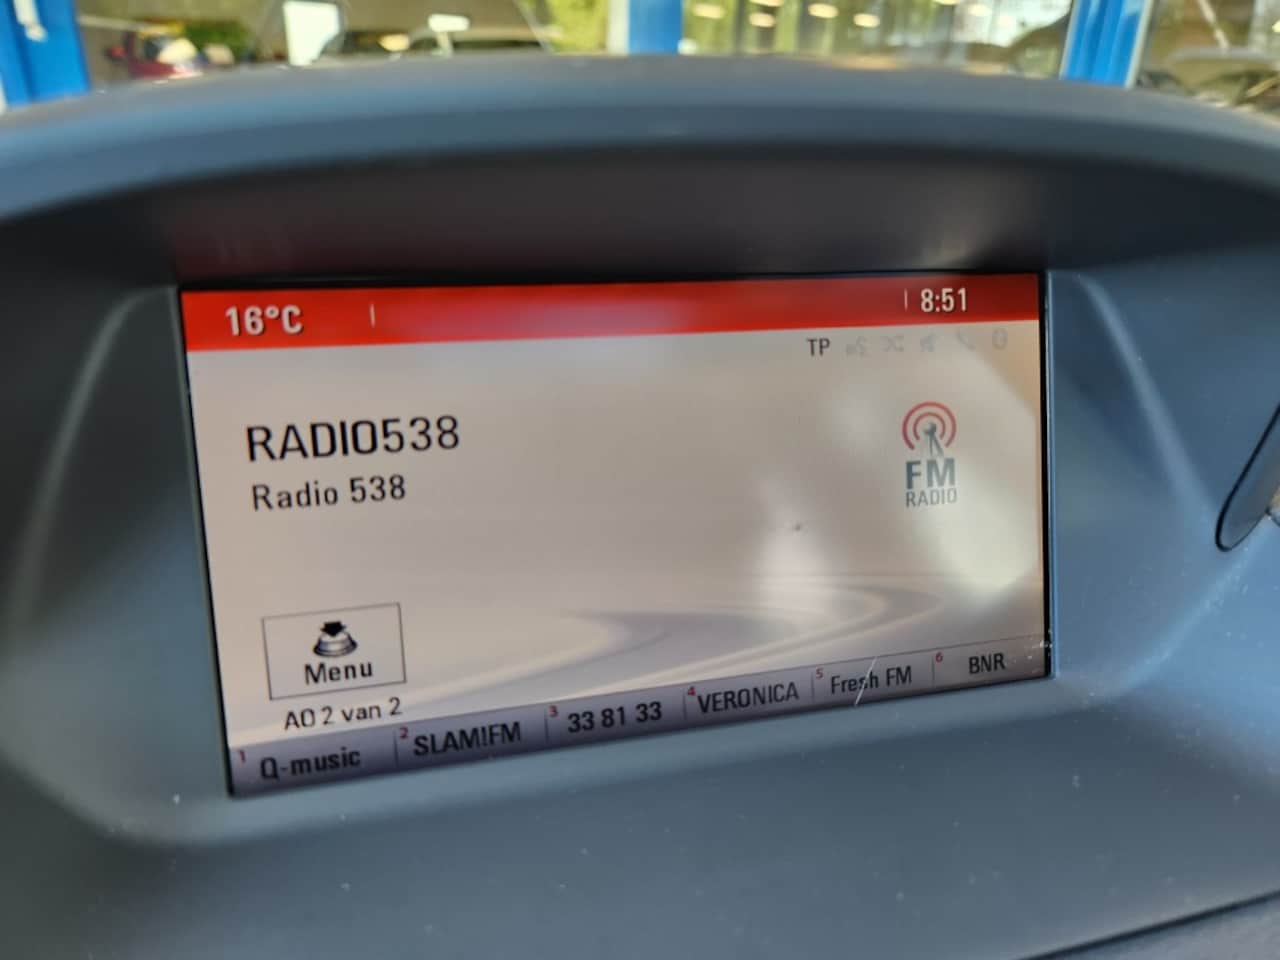 16°C 8:51
TP
RADIO538
Radio 538
FM
RADIO
Menu
AO 2 van 2
1 Q-music 2 SLAM!FM 3 33 81 33 4 VERONICA 5 Fresh FM 6 BNR